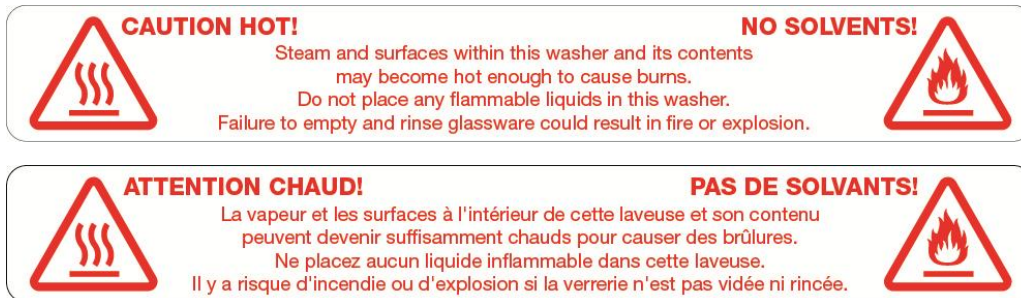 CAUTION HOT! NO SOLVENTS!
Steam and surfaces within this washer and its contents
may become hot enough to cause burns.
Do not place any flammable liquids in this washer.
Failure to empty and rinse glassware could result in fire or explosion.
ATTENTION CHAUD! PAS DE SOLVANTS!
La vapeur et les surfaces à l'intérieur de cette laveuse et son contenu
peuvent devenir suffisamment chauds pour causer des brûlures.
Ne placez aucun liquide inflammable dans cette laveuse.
Il y a risque d'incendie ou d'explosion si la verrerie n'est pas vidée ni rincée.